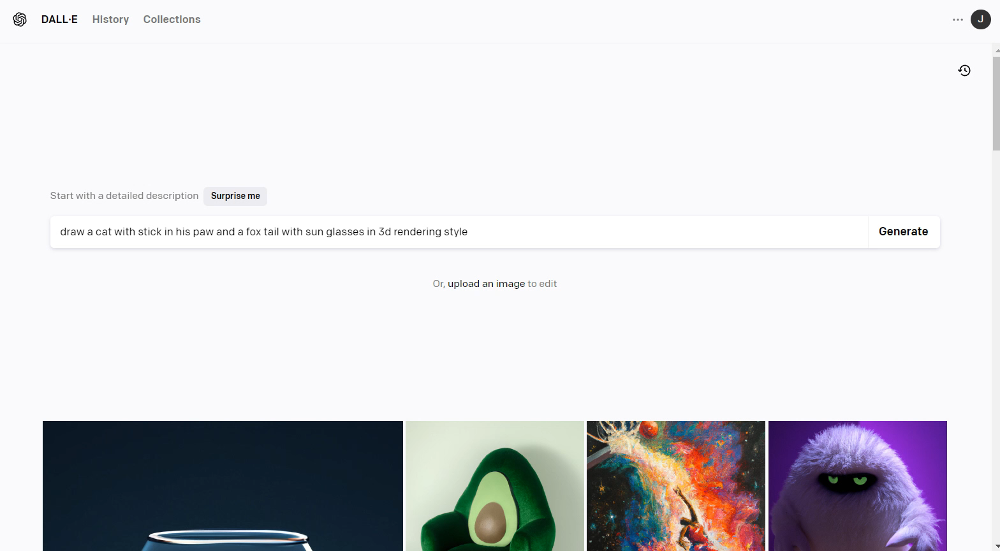 DALL·E History Collections
J
Start with a detailed description Surprise me
draw a cat with stick in his paw and a fox tail with sun glasses in 3d rendering style Generate
Or, upload an image to edit